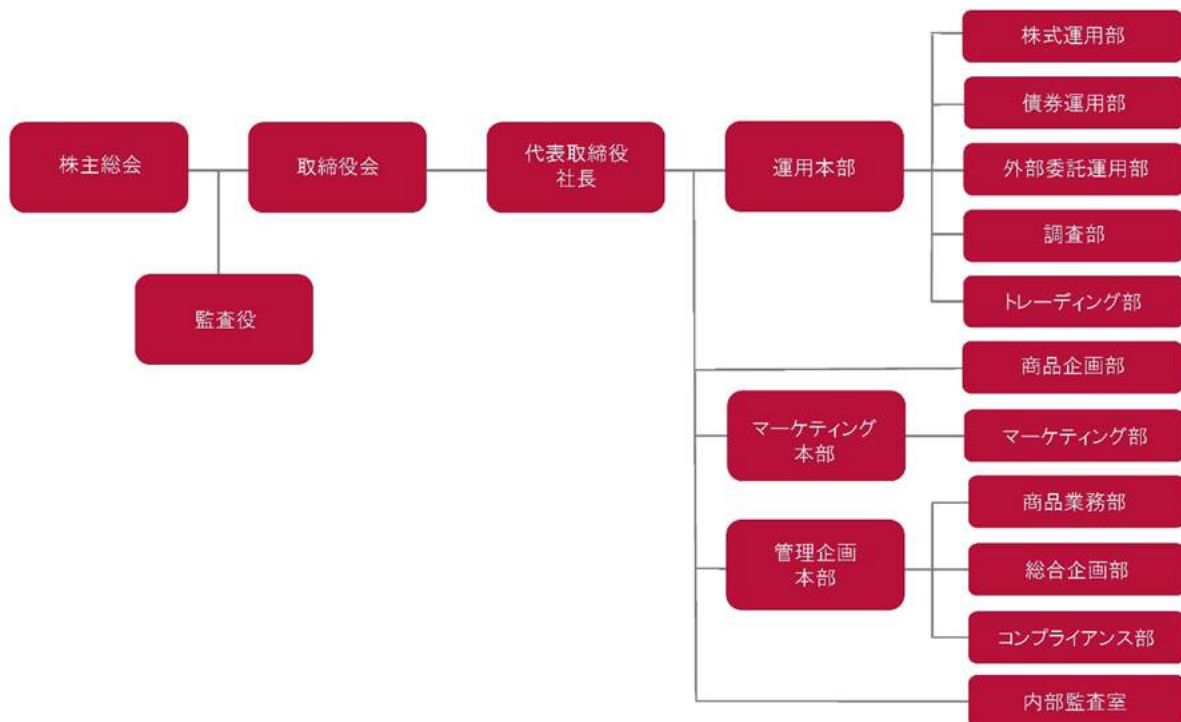 株主総会
取締役会
代表取締役
社長
監査役
運用本部
株式運用部
債券運用部
外部委託運用部
調査部
トレーディング部
商品企画部
マーケティング
本部
マーケティング部
管理企画
本部
商品業務部
総合企画部
コンプライアンス部
内部監査室